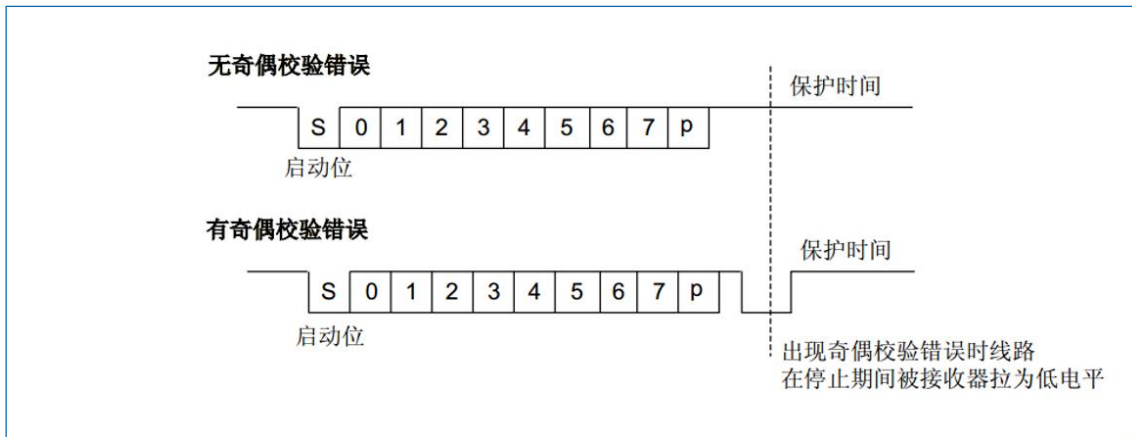 无奇偶校验错误
保护时间
S 0 1 2 3 4 5 6 7 p
启动位
有奇偶校验错误
保护时间
S 0 1 2 3 4 5 6 7 p
启动位
出现奇偶校验错误时线路
在停止期间被接收器拉为低电平